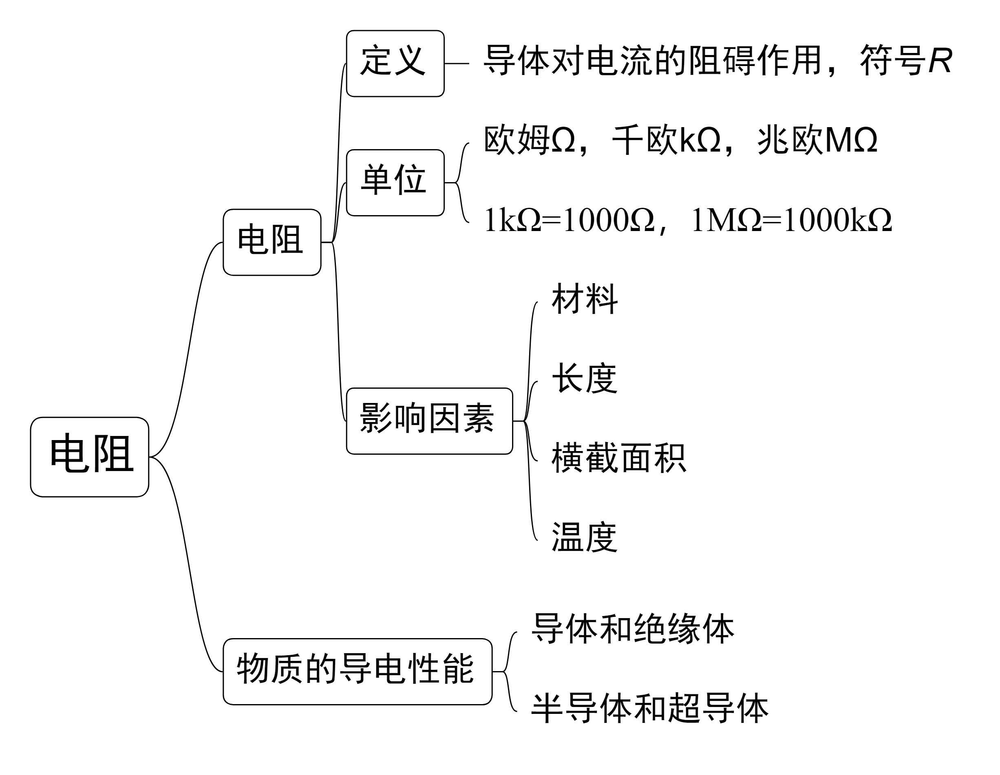 电阻
电阻
定义
导体对电流的阻碍作用，符号R
单位
欧姆Ω，千欧kΩ，兆欧MΩ
1kΩ=1000Ω，1MΩ=1000kΩ
影响因素
材料
长度
横截面积
温度
物质的导电性能
导体和绝缘体
半导体和超导体